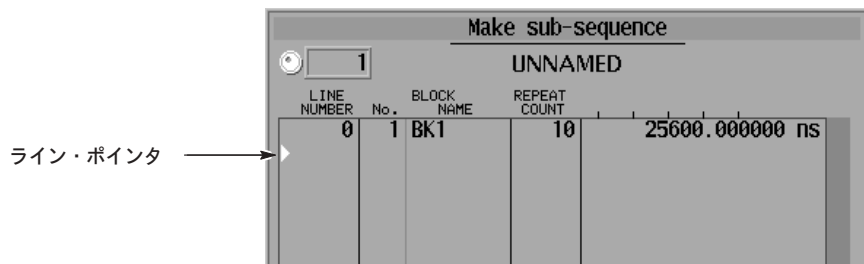 Make sub-sequence
1 UNNAMED
LINE NUMBER No. BLOCK NAME REPEAT COUNT
0 1 BK1 10 25600.000000 ns
ライン・ポインタ